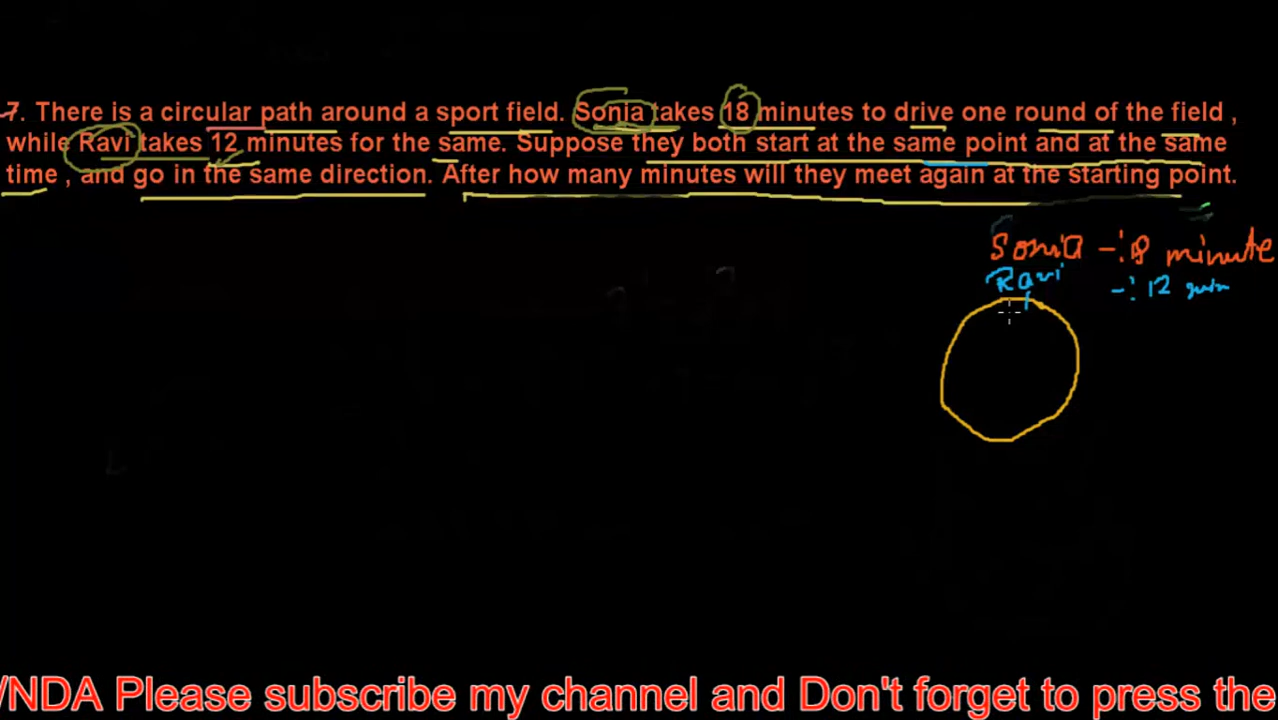 7. There is a circular path around a sport field. Sonia takes 18 minutes to drive one round of the field ,
while Ravi takes 12 minutes for the same. Suppose they both start at the same point and at the same
time , and go in the same direction. After how many minutes will they meet again at the starting point.
Sonia - 18 minute
Ravi - 12 min
/NDA Please subscribe my channel and Don't forget to press the